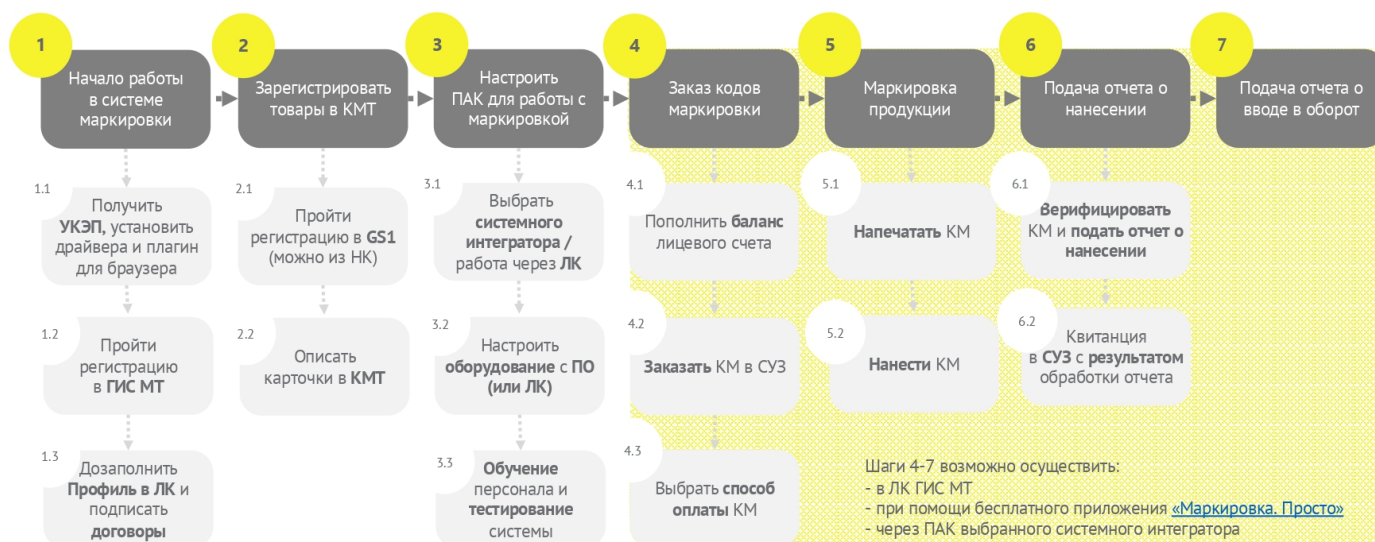 1
Начало работы
в системе
маркировки
2
Зарегистрировать
товары в КМТ
3
Настроить
ПАК для работы с
маркировкой
4
Заказ кодов
маркировки
5
Маркировка
продукции
6
Подача отчета о
нанесении
7
Подача отчета о
вводе в оборот
1.1
Получить
УКЭП, установить
драйвера и плагин
для браузера
1.2
Пройти
регистрацию
в ГИС МТ
1.3
Дозаполнить
Профиль в ЛК и
подписать
договоры
2.1
Пройти
регистрацию в GS1
(можно из НК)
2.2
Описать
карточки в КМТ
3.1
Выбрать
системного
интегратора /
работа через ЛК
3.2
Настроить
оборудование с ПО
(или ЛК)
3.3
Обучение
персонала и
тестирование
системы
4.1
Пополнить баланс
лицевого счета
4.2
Заказать КМ в СУЗ
4.3
Выбрать способ
оплаты КМ
5.1
Напечатать КМ
5.2
Нанести КМ
6.1
Верифицировать
КМ и подать отчет о
нанесении
6.2
Квитанция
в СУЗ с результатом
обработки отчета
Шаги 4-7 возможно осуществить:
- в ЛК ГИС МТ
- при помощи бесплатного приложения «Маркировка. Просто»
- через ПАК выбранного системного интегратора